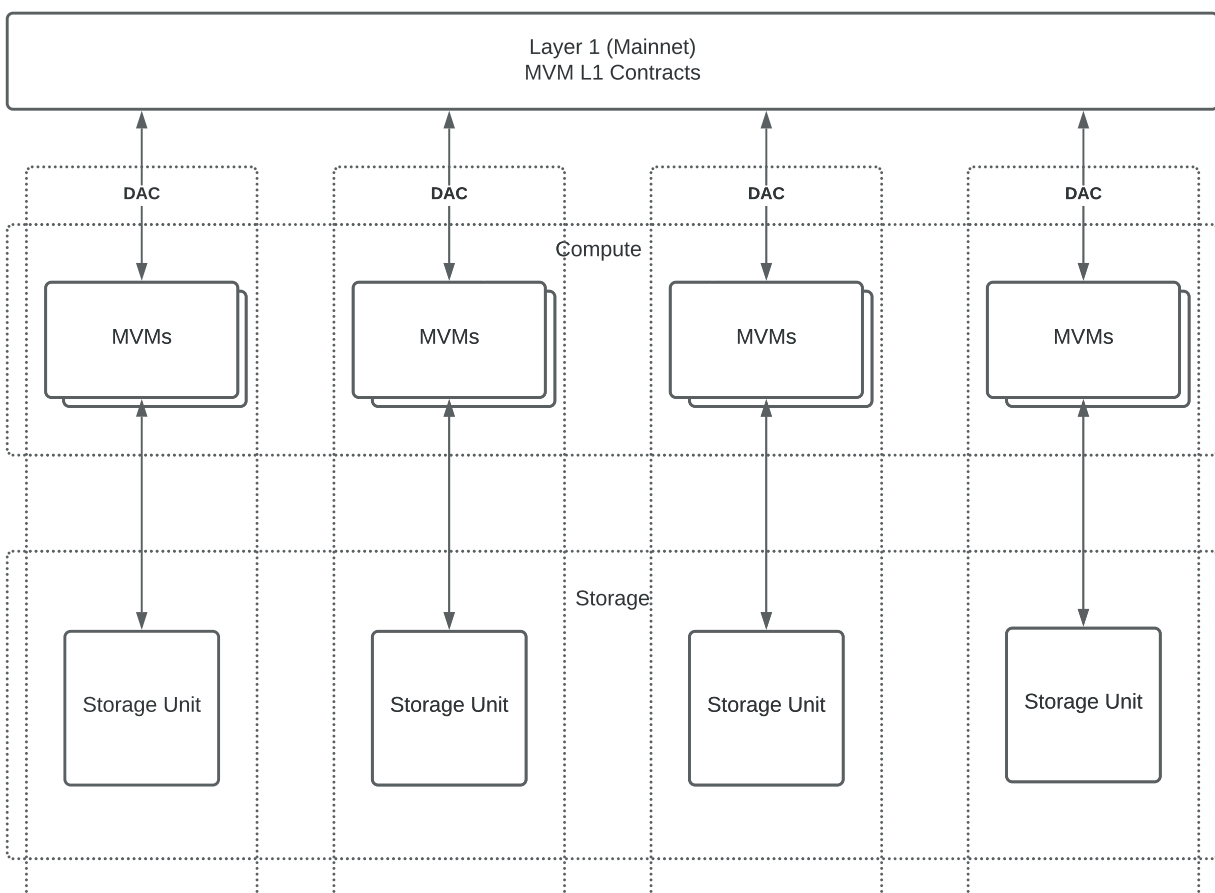 Layer 1 (Mainnet)
MVM L1 Contracts
DAC
DAC
DAC
DAC
Compute
MVMs
MVMs
MVMs
MVMs
Storage
Storage Unit
Storage Unit
Storage Unit
Storage Unit